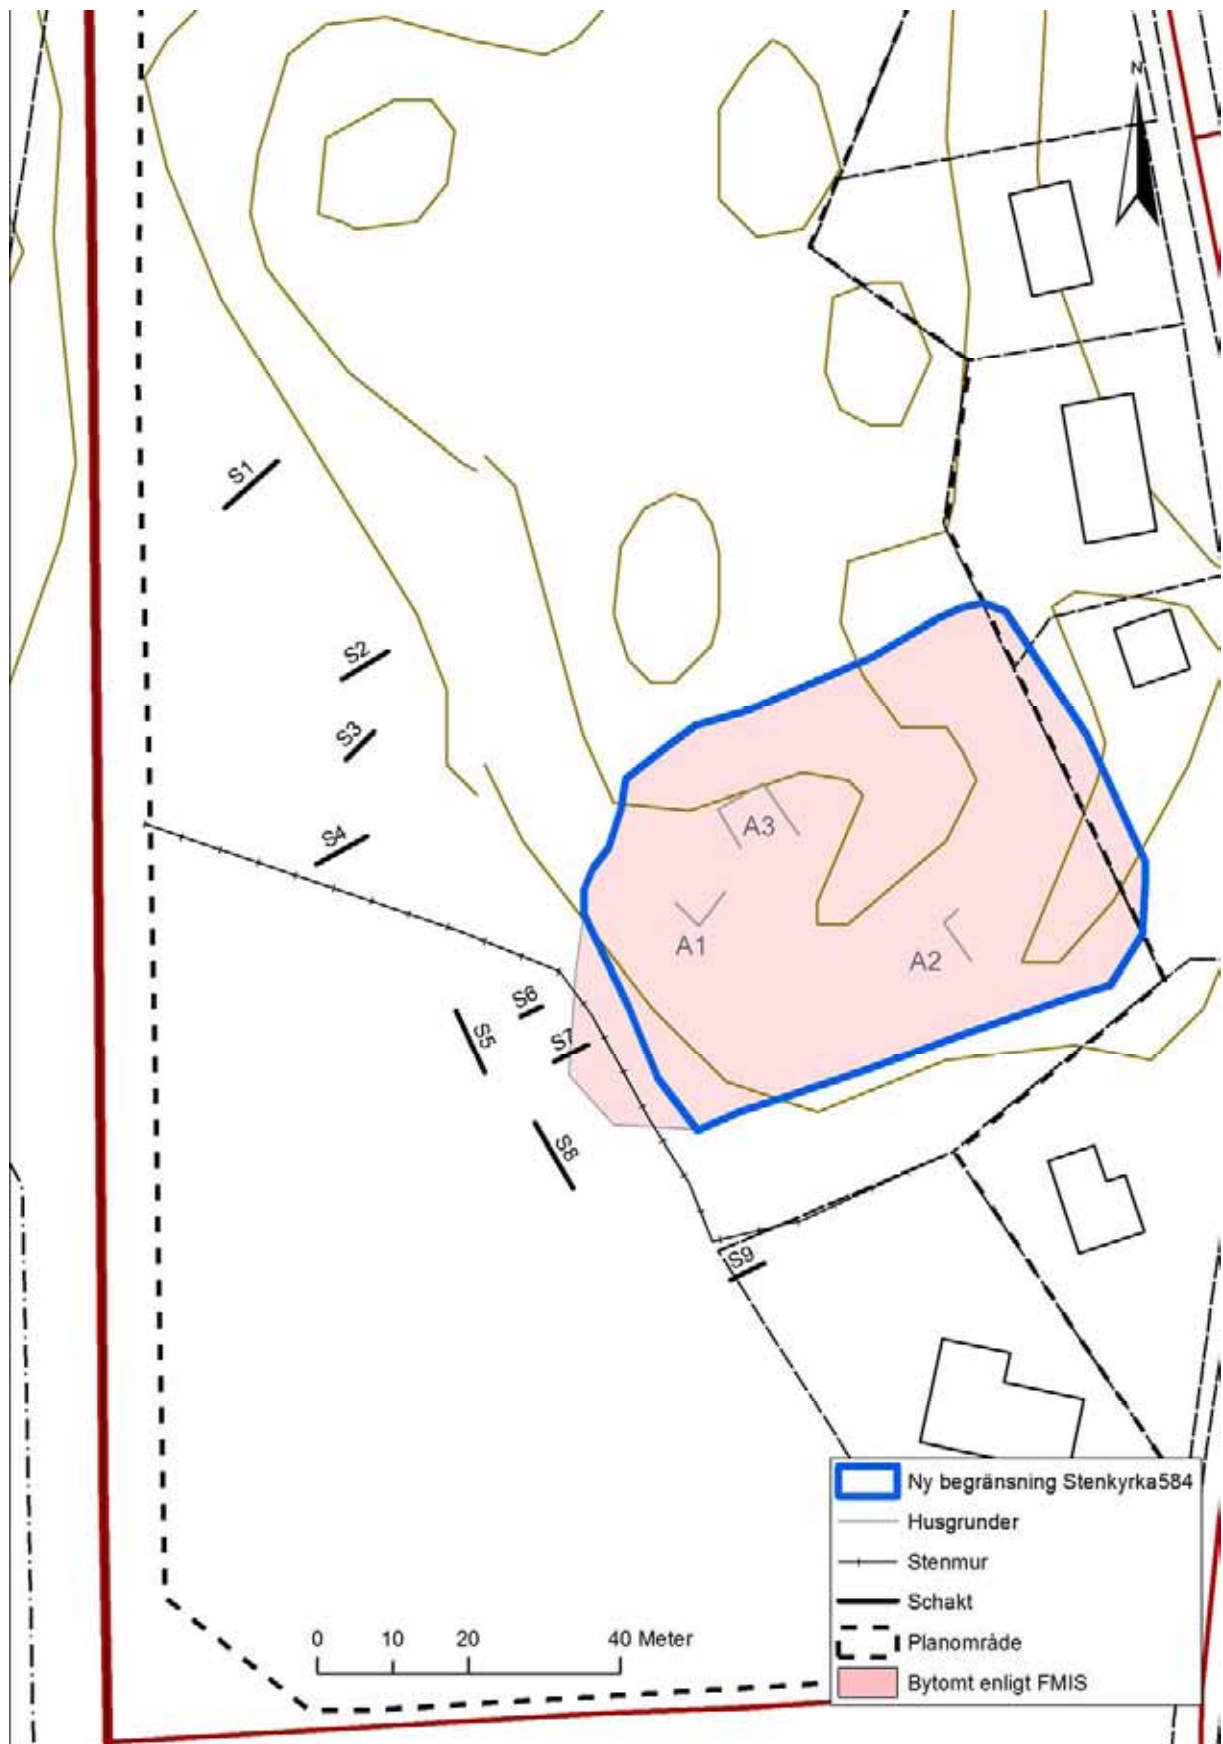 N
S1
S2
S3
S4
A3
A1
A2
S6
S5
S7
S8
S9
Ny begränsning Stenkyrka584
Husgrunder
Stenmur
Schakt
Planområde
Bytomt enligt FMIS
0 10 20 40 Meter